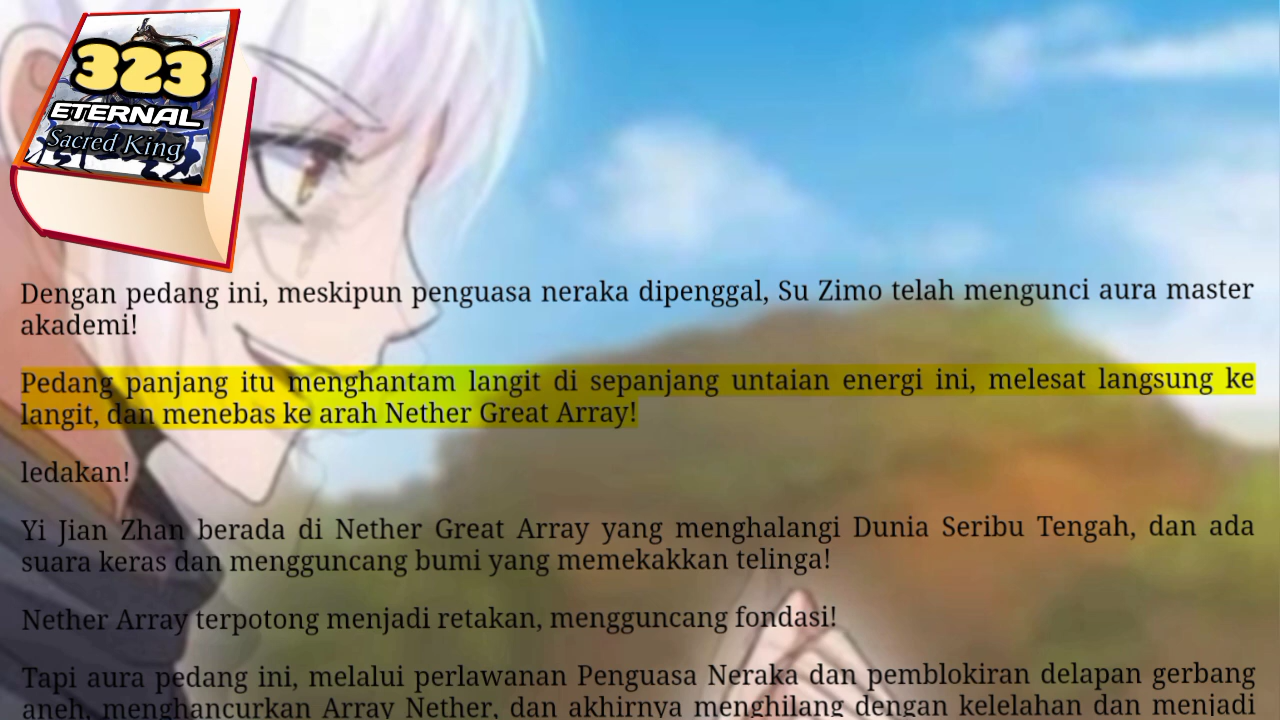 323
ETERNAL
Sacred King
Dengan pedang ini, meskipun penguasa neraka dipenggal, Su Zimo telah mengunci aura master
akademi!
Pedang panjang itu menghantam langit di sepanjang untaian energi ini, melesat langsung ke
langit, dan menebas ke arah Nether Great Array!
ledakan!
Yi Jian Zhan berada di Nether Great Array yang menghalangi Dunia Seribu Tengah, dan ada
suara keras dan mengguncang bumi yang memekakkan telinga!
Nether Array terpotong menjadi retakan, mengguncang fondasi!
Tapi aura pedang ini, melalui perlawanan Penguasa Neraka dan pemblokiran delapan gerbang
aneh, menghancurkan Array Nether, dan akhirnya menghilang dengan kelelahan dan menjadi